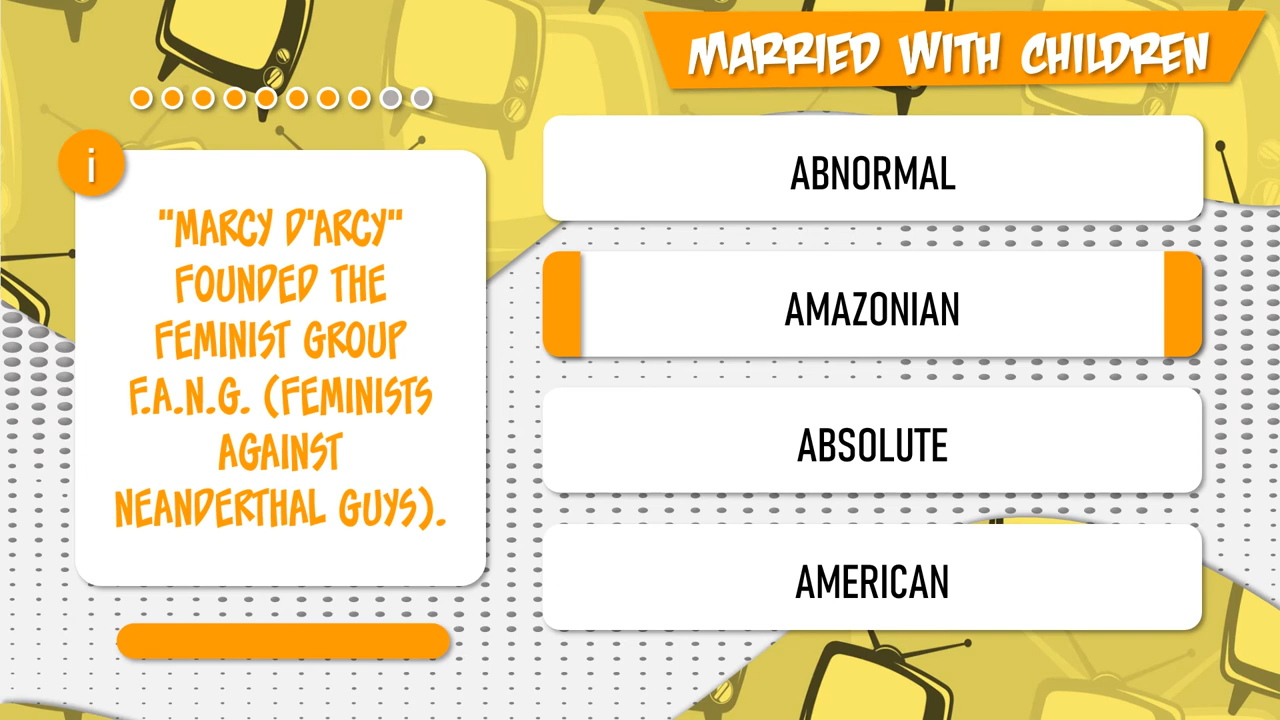 MARRIED WITH CHILDREN
i
"MARCY D'ARCY"
FOUNDED THE
FEMINIST GROUP
F.A.N.G. (FEMINISTS
AGAINST
NEANDERTHAL GUYS).
ABNORMAL
AMAZONIAN
ABSOLUTE
AMERICAN